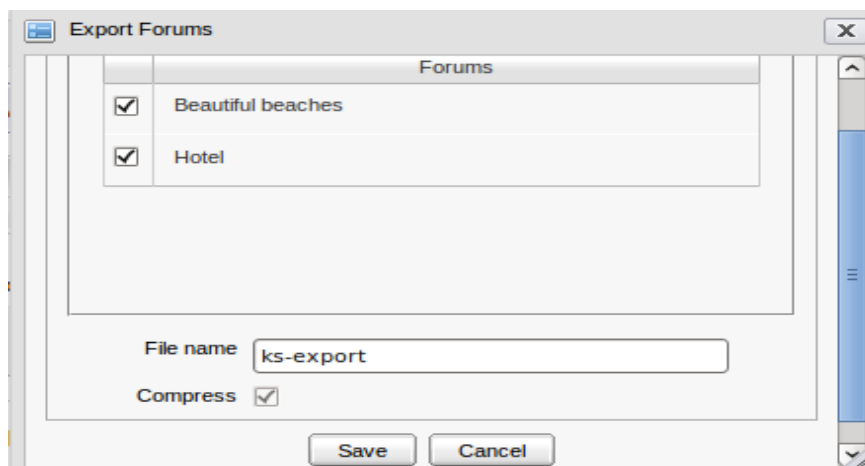 Export Forums
Forums
Beautiful beaches
Hotel
File name ks-export
Compress
Save Cancel